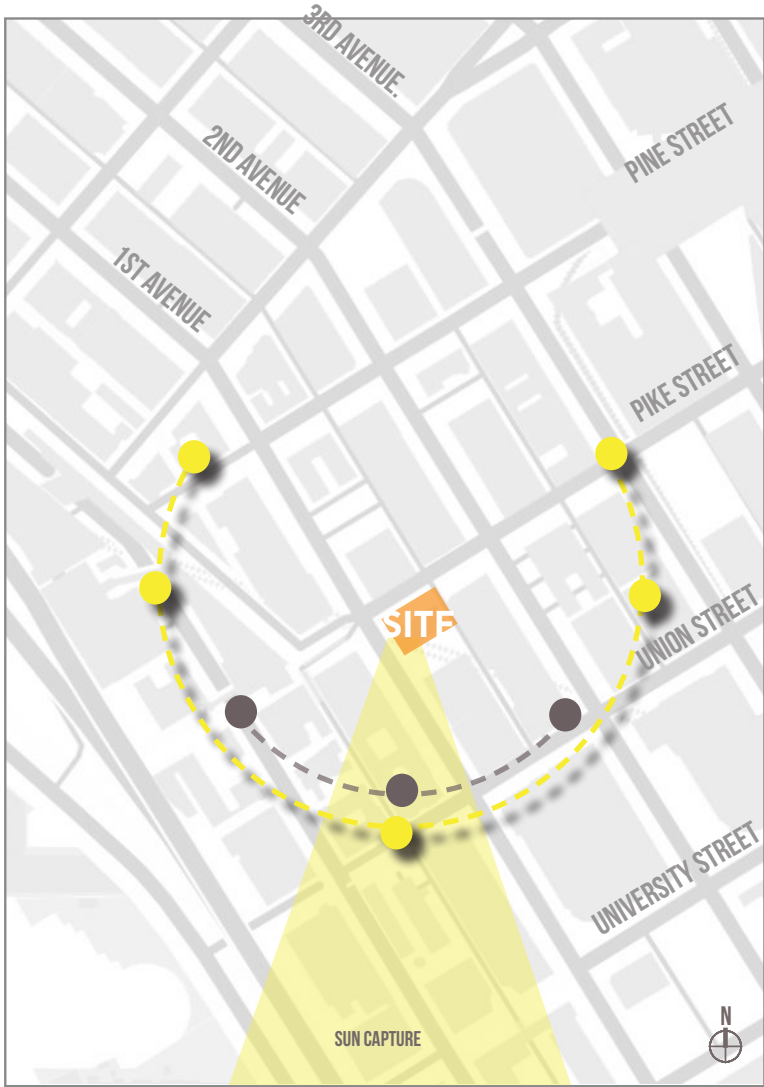 3RD AVENUE.
2ND AVENUE
PINE STREET
1ST AVENUE
PIKE STREET
SITE
UNION STREET
UNIVERSITY STREET
N
SUN CAPTURE